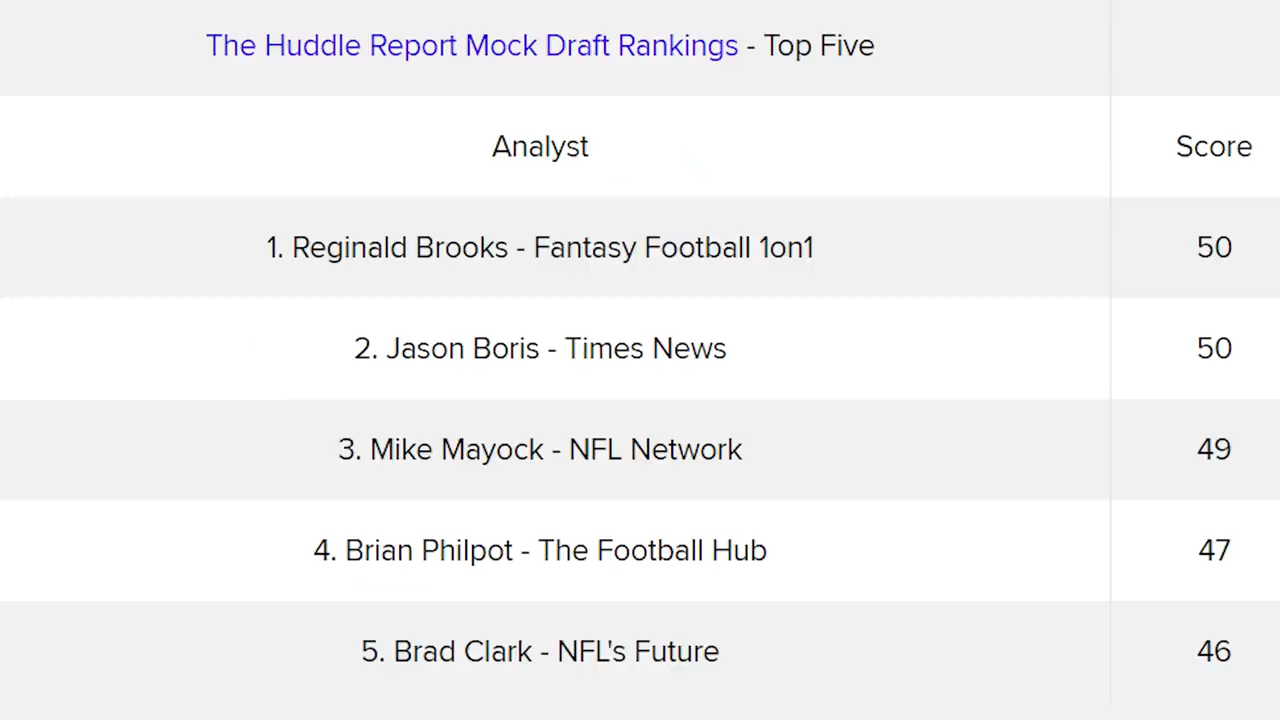 The Huddle Report Mock Draft Rankings - Top Five
Analyst Score
1. Reginald Brooks - Fantasy Football 1on1 50
2. Jason Boris - Times News 50
3. Mike Mayock - NFL Network 49
4. Brian Philpot - The Football Hub 47
5. Brad Clark - NFL's Future 46